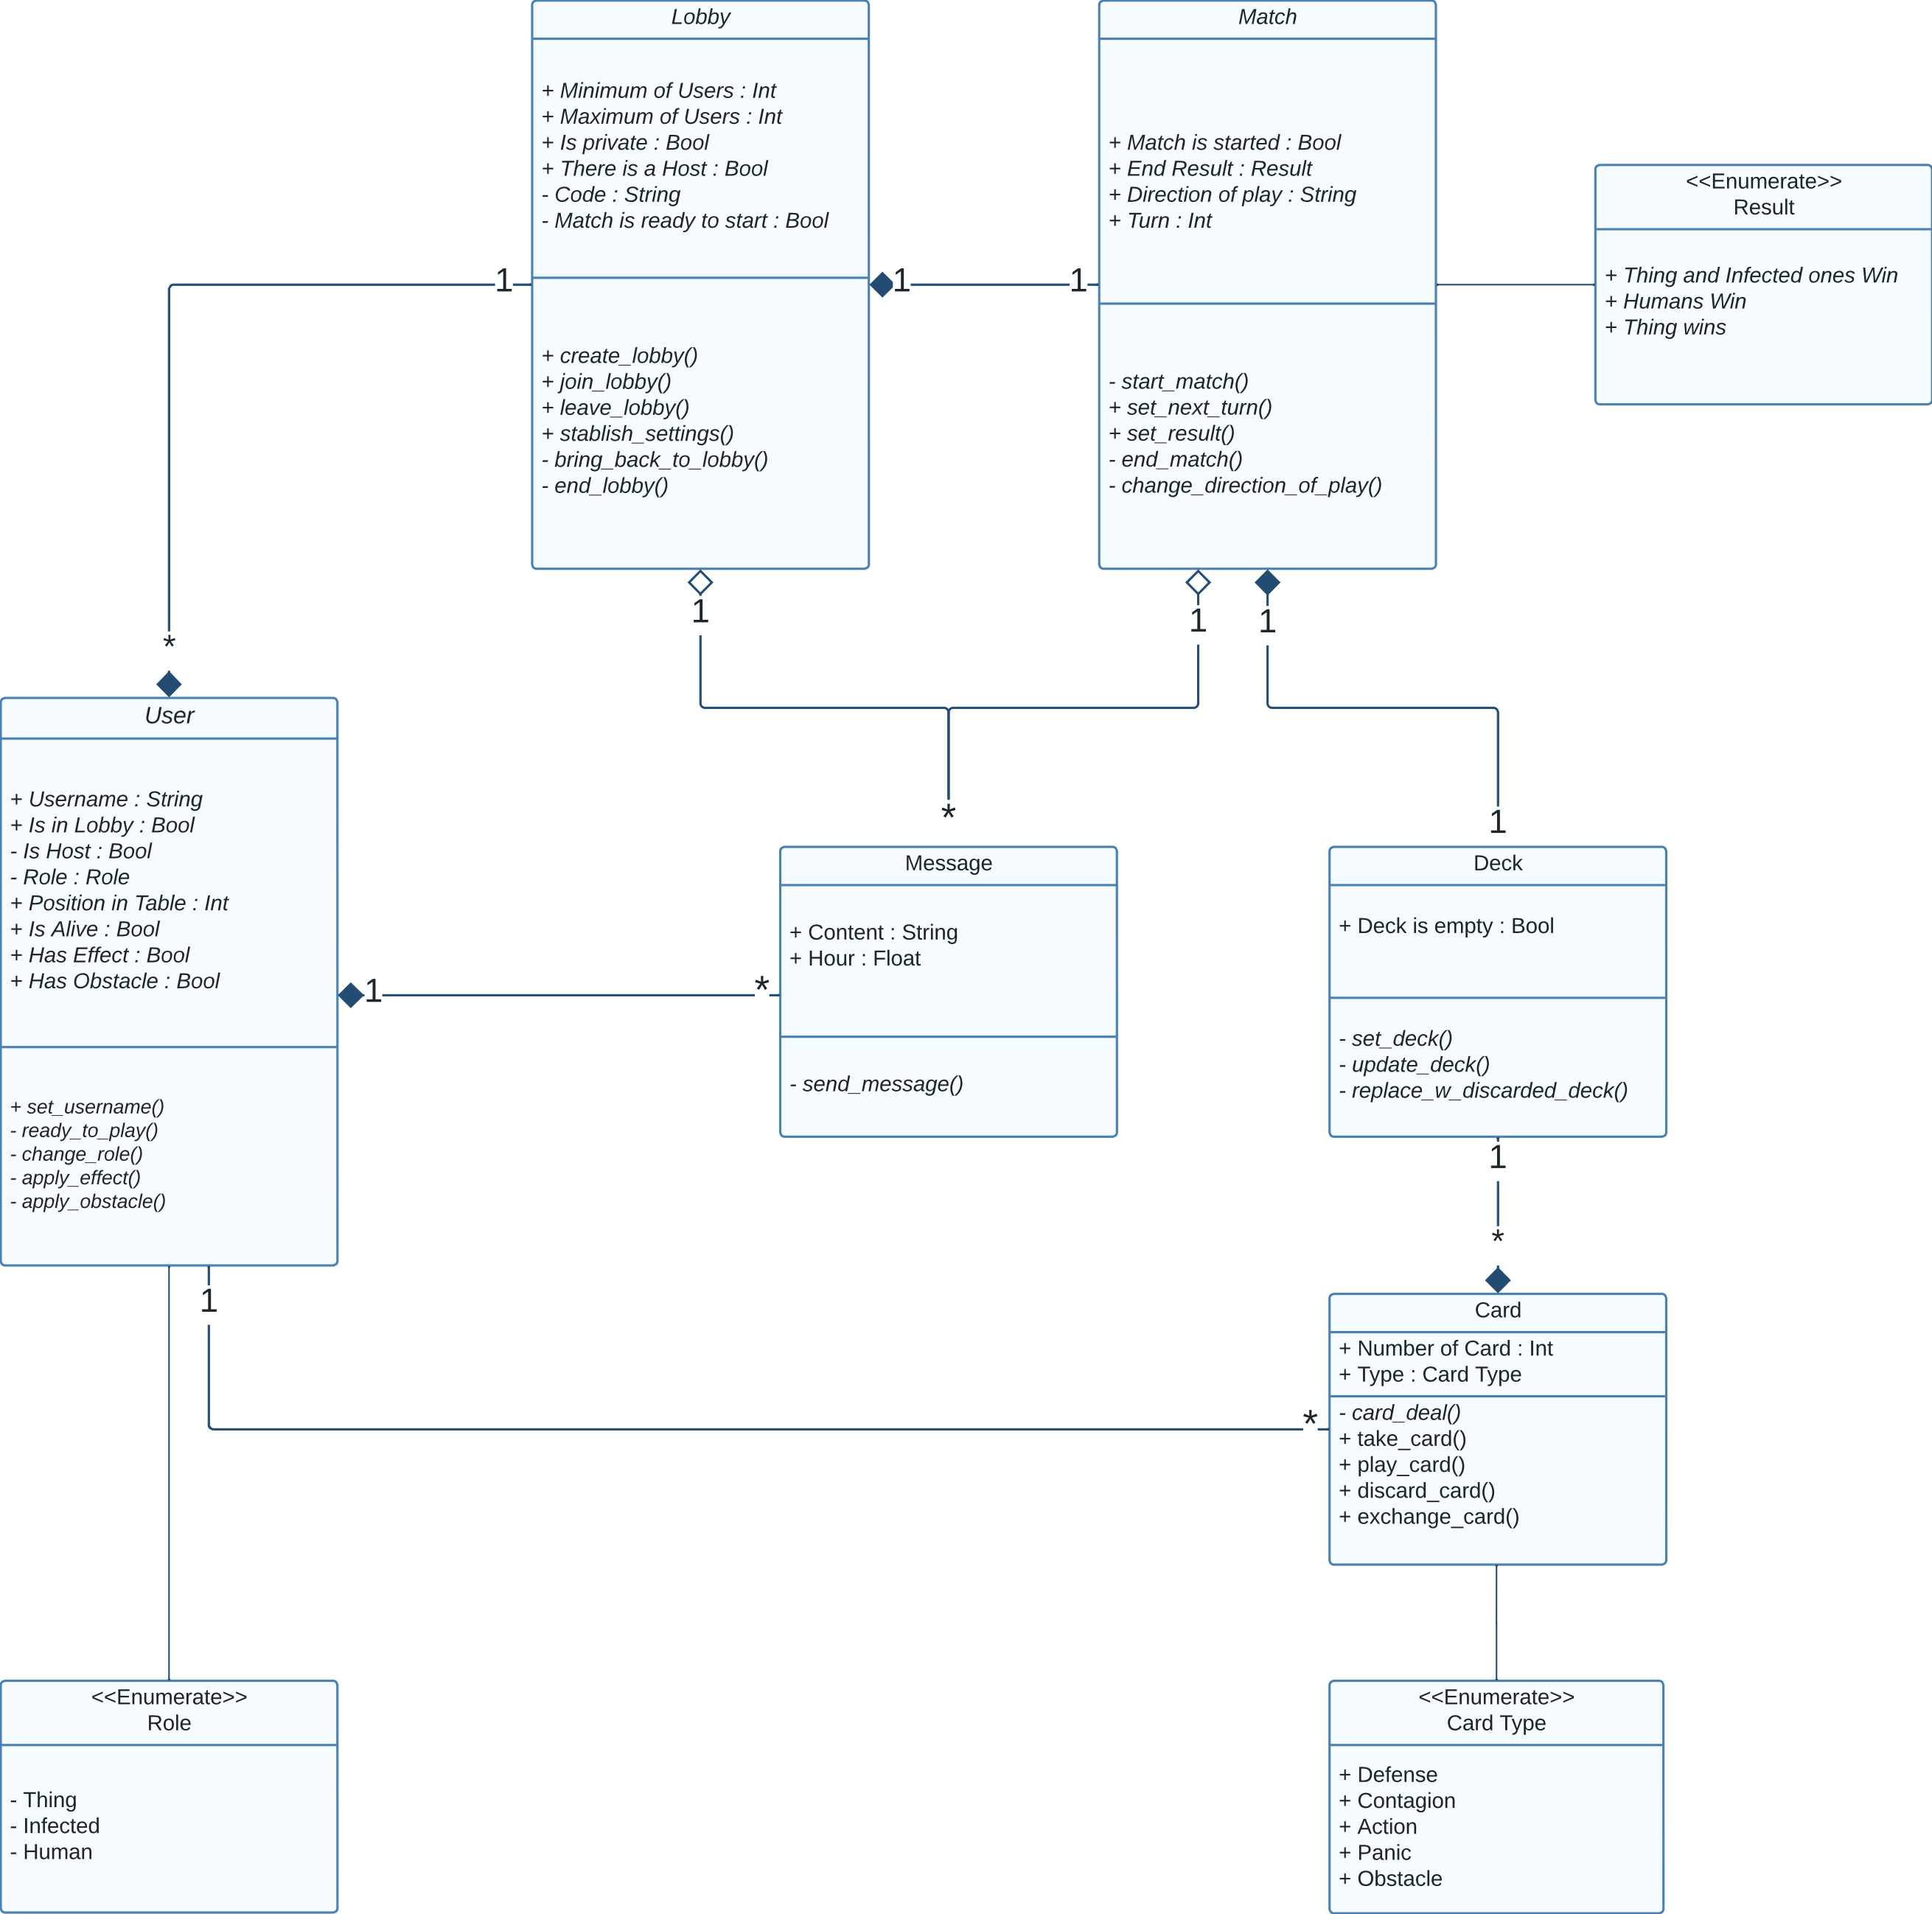 Lobby
+ Minimum of Users : Int
+ Maximum of Users : Int
+ Is private : Bool
+ There is a Host : Bool
- Code : String
- Match is ready to start : Bool
+ create_lobby()
+ join_lobby()
+ leave_lobby()
+ stablish_settings()
- bring_back_to_lobby()
- end_lobby()
Match
+ Match is started : Bool
+ End Result : Result
+ Direction of play : String
+ Turn : Int
- start_match()
+ set_next_turn()
+ set_result()
- end_match()
- change_direction_of_play()
<<Enumerate>>
Result
+ Thing and Infected ones Win
+ Humans Win
+ Thing wins
1
1
1
*
1
1
1
*
1
User
+ Username : String
+ Is in Lobby : Bool
- Is Host : Bool
- Role : Role
+ Position in Table : Int
+ Is Alive : Bool
+ Has Effect : Bool
+ Has Obstacle : Bool
+ set_username()
- ready_to_play()
- change_role()
- apply_effect()
- apply_obstacle()
1
*
Message
+ Content : String
+ Hour : Float
- send_message()
Deck
+ Deck is empty : Bool
- set_deck()
- update_deck()
- replace_w_discarded_deck()
1
*
1
*
Card
+ Number of Card : Int
+ Type : Card Type
- card_deal()
+ take_card()
+ play_card()
+ discard_card()
+ exchange_card()
<<Enumerate>>
Role
- Thing
- Infected
- Human
<<Enumerate>>
Card Type
+ Defense
+ Contagion
+ Action
+ Panic
+ Obstacle